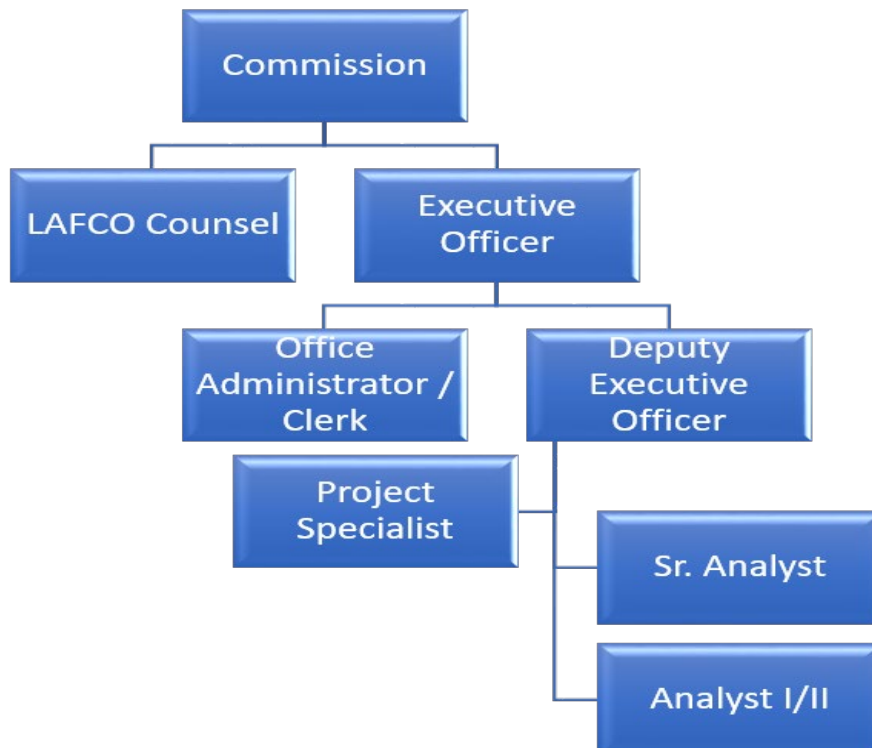 Commission
LAFCO Counsel
Executive
Officer
Office
Administrator /
Clerk
Deputy
Executive
Officer
Project
Specialist
Sr. Analyst
Analyst I/II